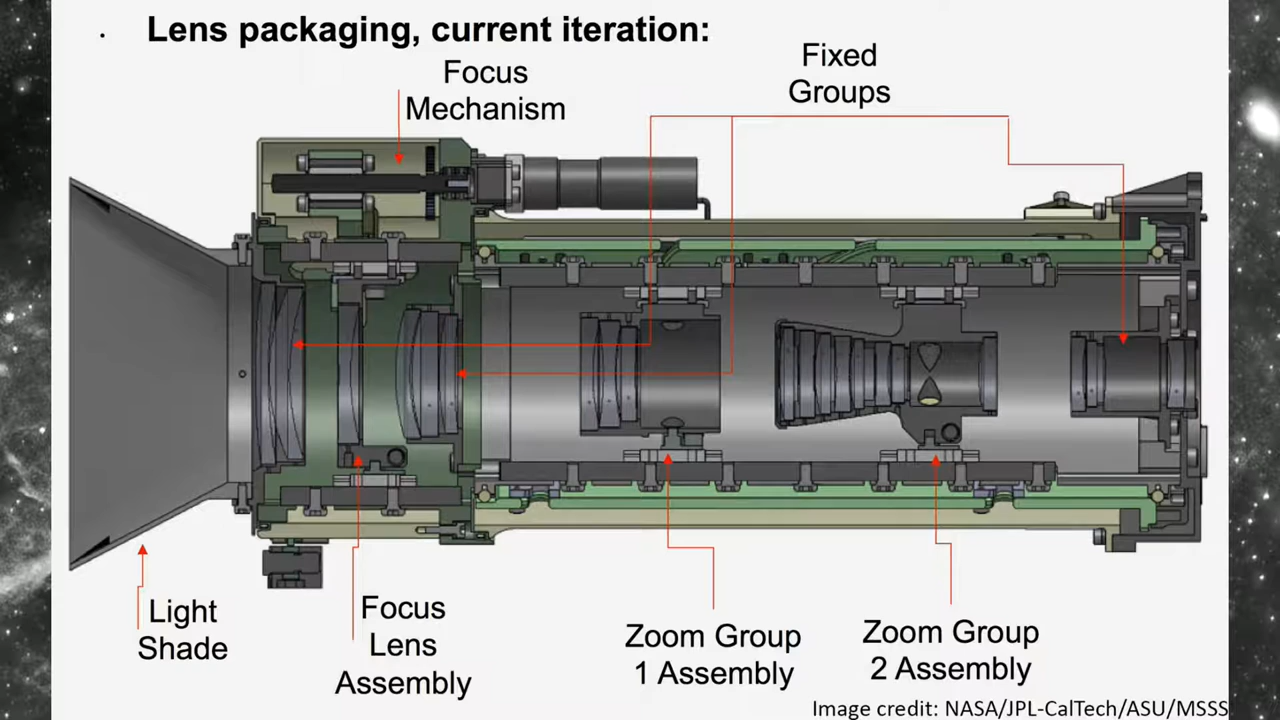 Lens packaging, current iteration:
Fixed
Groups
Focus
Mechanism
Light
Shade
Focus
Lens
Assembly
Zoom Group
1 Assembly
Zoom Group
2 Assembly
Image credit: NASA/JPL-CalTech/ASU/MSSS